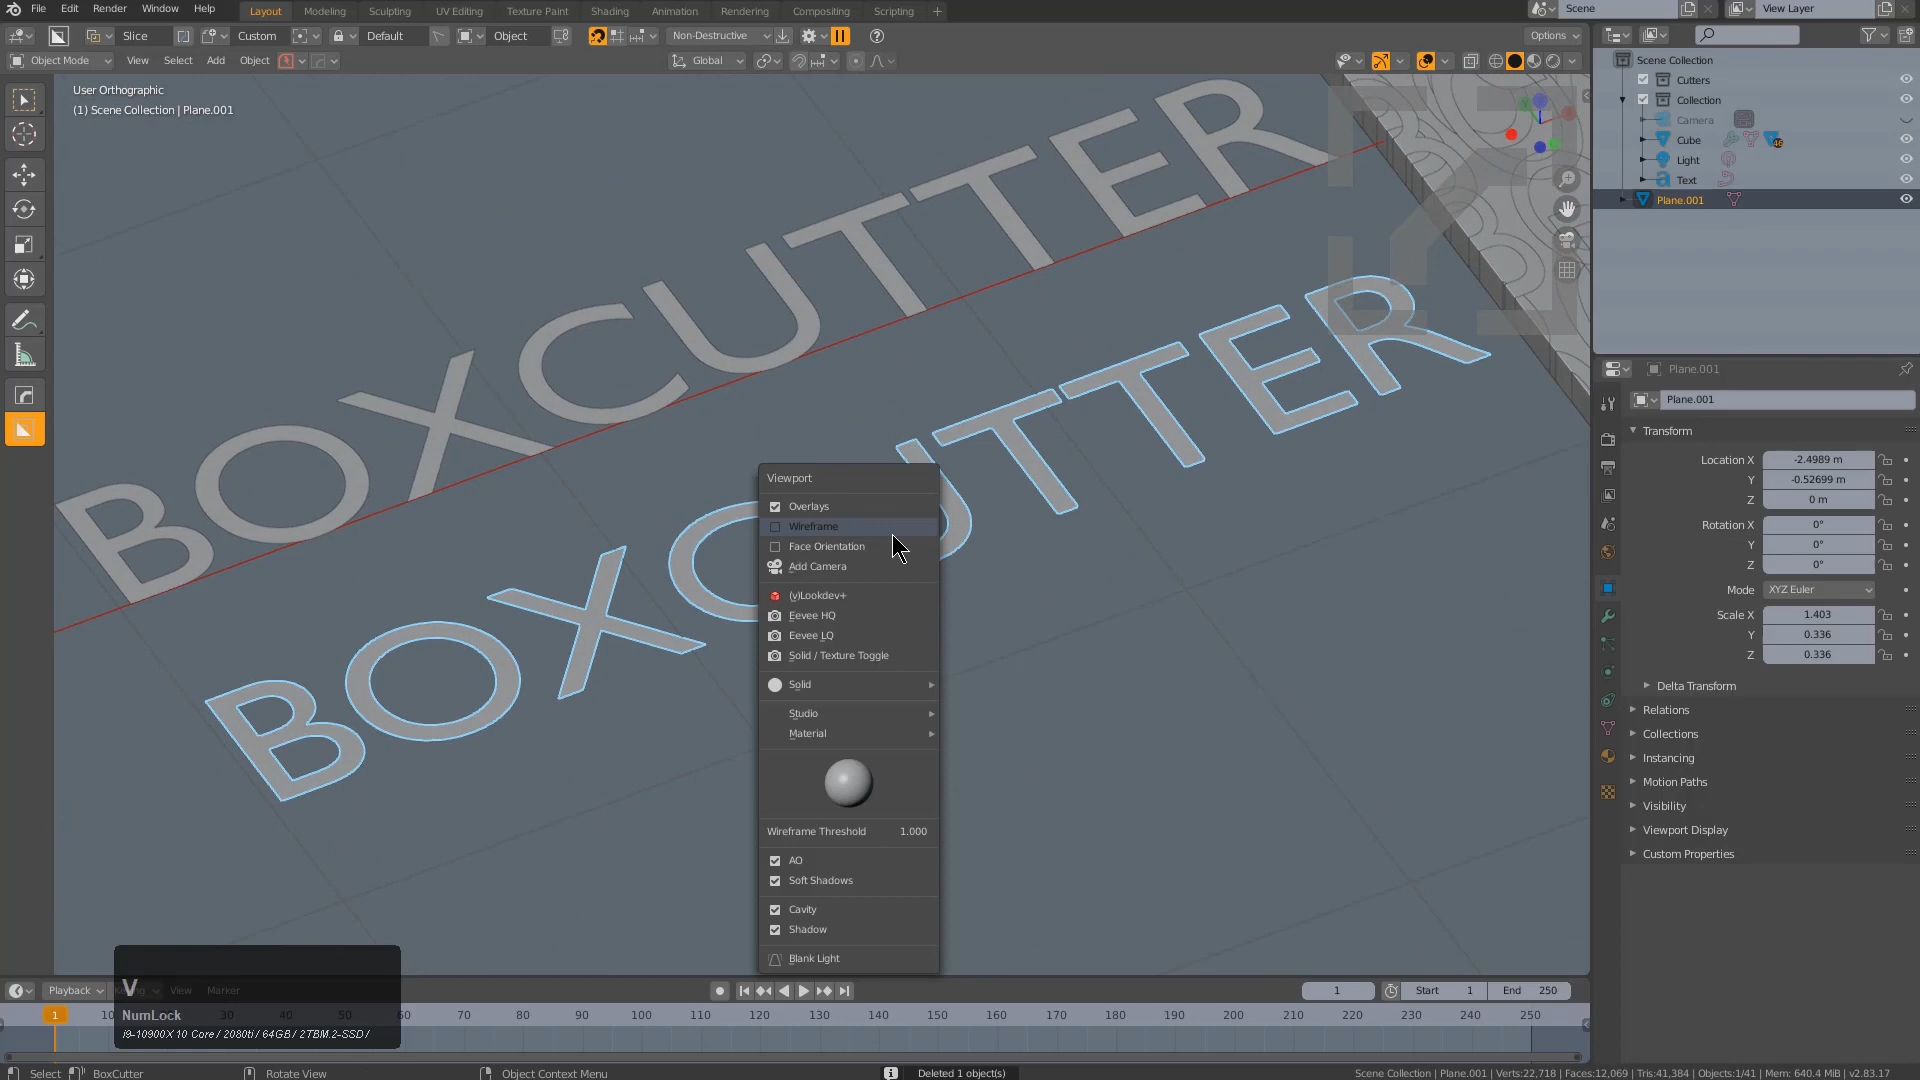 File Edit Render Window Help Layout Modeling Sculpting UV Editing Texture Paint Shading Animation Rendering Compositing Scripting + Scene View Layer
Slice Custom Default Object Non-Destructive Options
Object Mode View Select Add Object Global
User Orthographic
(1) Scene Collection | Plane.001
BOXCUTTER
BOXCUTTER
Viewport
Overlays
Wireframe
Face Orientation
Add Camera
(v)Lookdev+
Eevee HQ
Eevee LQ
Solid / Texture Toggle
Solid
Studio
Material
Wireframe Threshold 1.000
AO
Soft Shadows
Cavity
Shadow
Blank Light
Scene Collection
Cutters
Collection
Camera
Cube
Light
Text
Plane.001
Plane.001
Plane.001
Transform
Location X -2.4989 m
Y -0.52699 m
Z 0 m
Rotation X 0°
Y 0°
Z 0°
Mode XYZ Euler
Scale X 1.403
Y 0.336
Z 0.336
Delta Transform
Relations
Collections
Instancing
Motion Paths
Visibility
Viewport Display
Custom Properties
V
NumLock
i9-10900X 10 Core / 2080ti / 64GB / 2TBM.2-SSD /
Playback View Marker 1 Start 1 End 250
1 10 70 80 90 100 110 120 130 140 150 160 170 180 190 200 210 220 230 240 250
Select BoxCutter Rotate View Object Context Menu Deleted 1 object(s) Scene Collection | Plane.001 | Verts:22,718 | Faces:12,069 | Tris:41,384 | Objects:1/41 | Mem: 640.4 MiB | v2.83.17